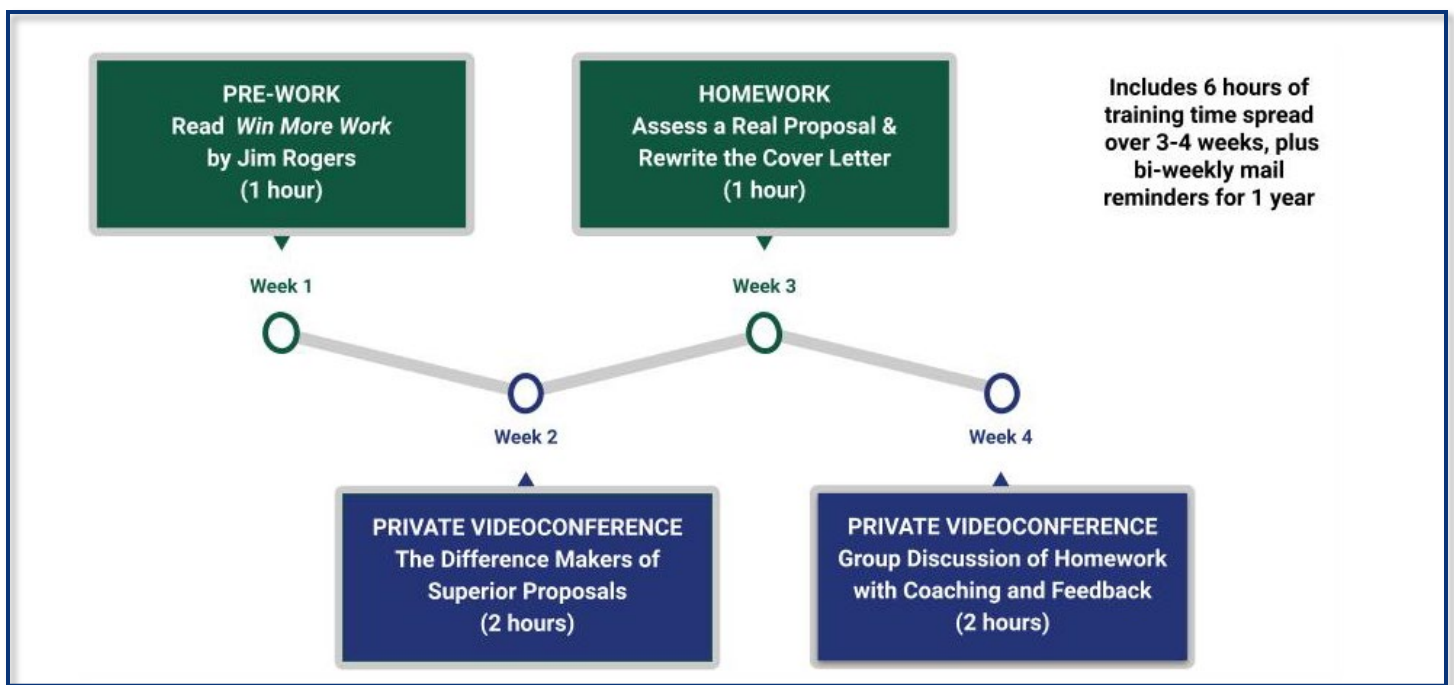 PRE-WORK
Read Win More Work
by Jim Rogers
(1 hour)
HOMEWORK
Assess a Real Proposal &
Rewrite the Cover Letter
(1 hour)
Includes 6 hours of
training time spread
over 3-4 weeks, plus
bi-weekly mail
reminders for 1 year
Week 1
Week 3
Week 2
Week 4
PRIVATE VIDEOCONFERENCE
The Difference Makers of
Superior Proposals
(2 hours)
PRIVATE VIDEOCONFERENCE
Group Discussion of Homework
with Coaching and Feedback
(2 hours)